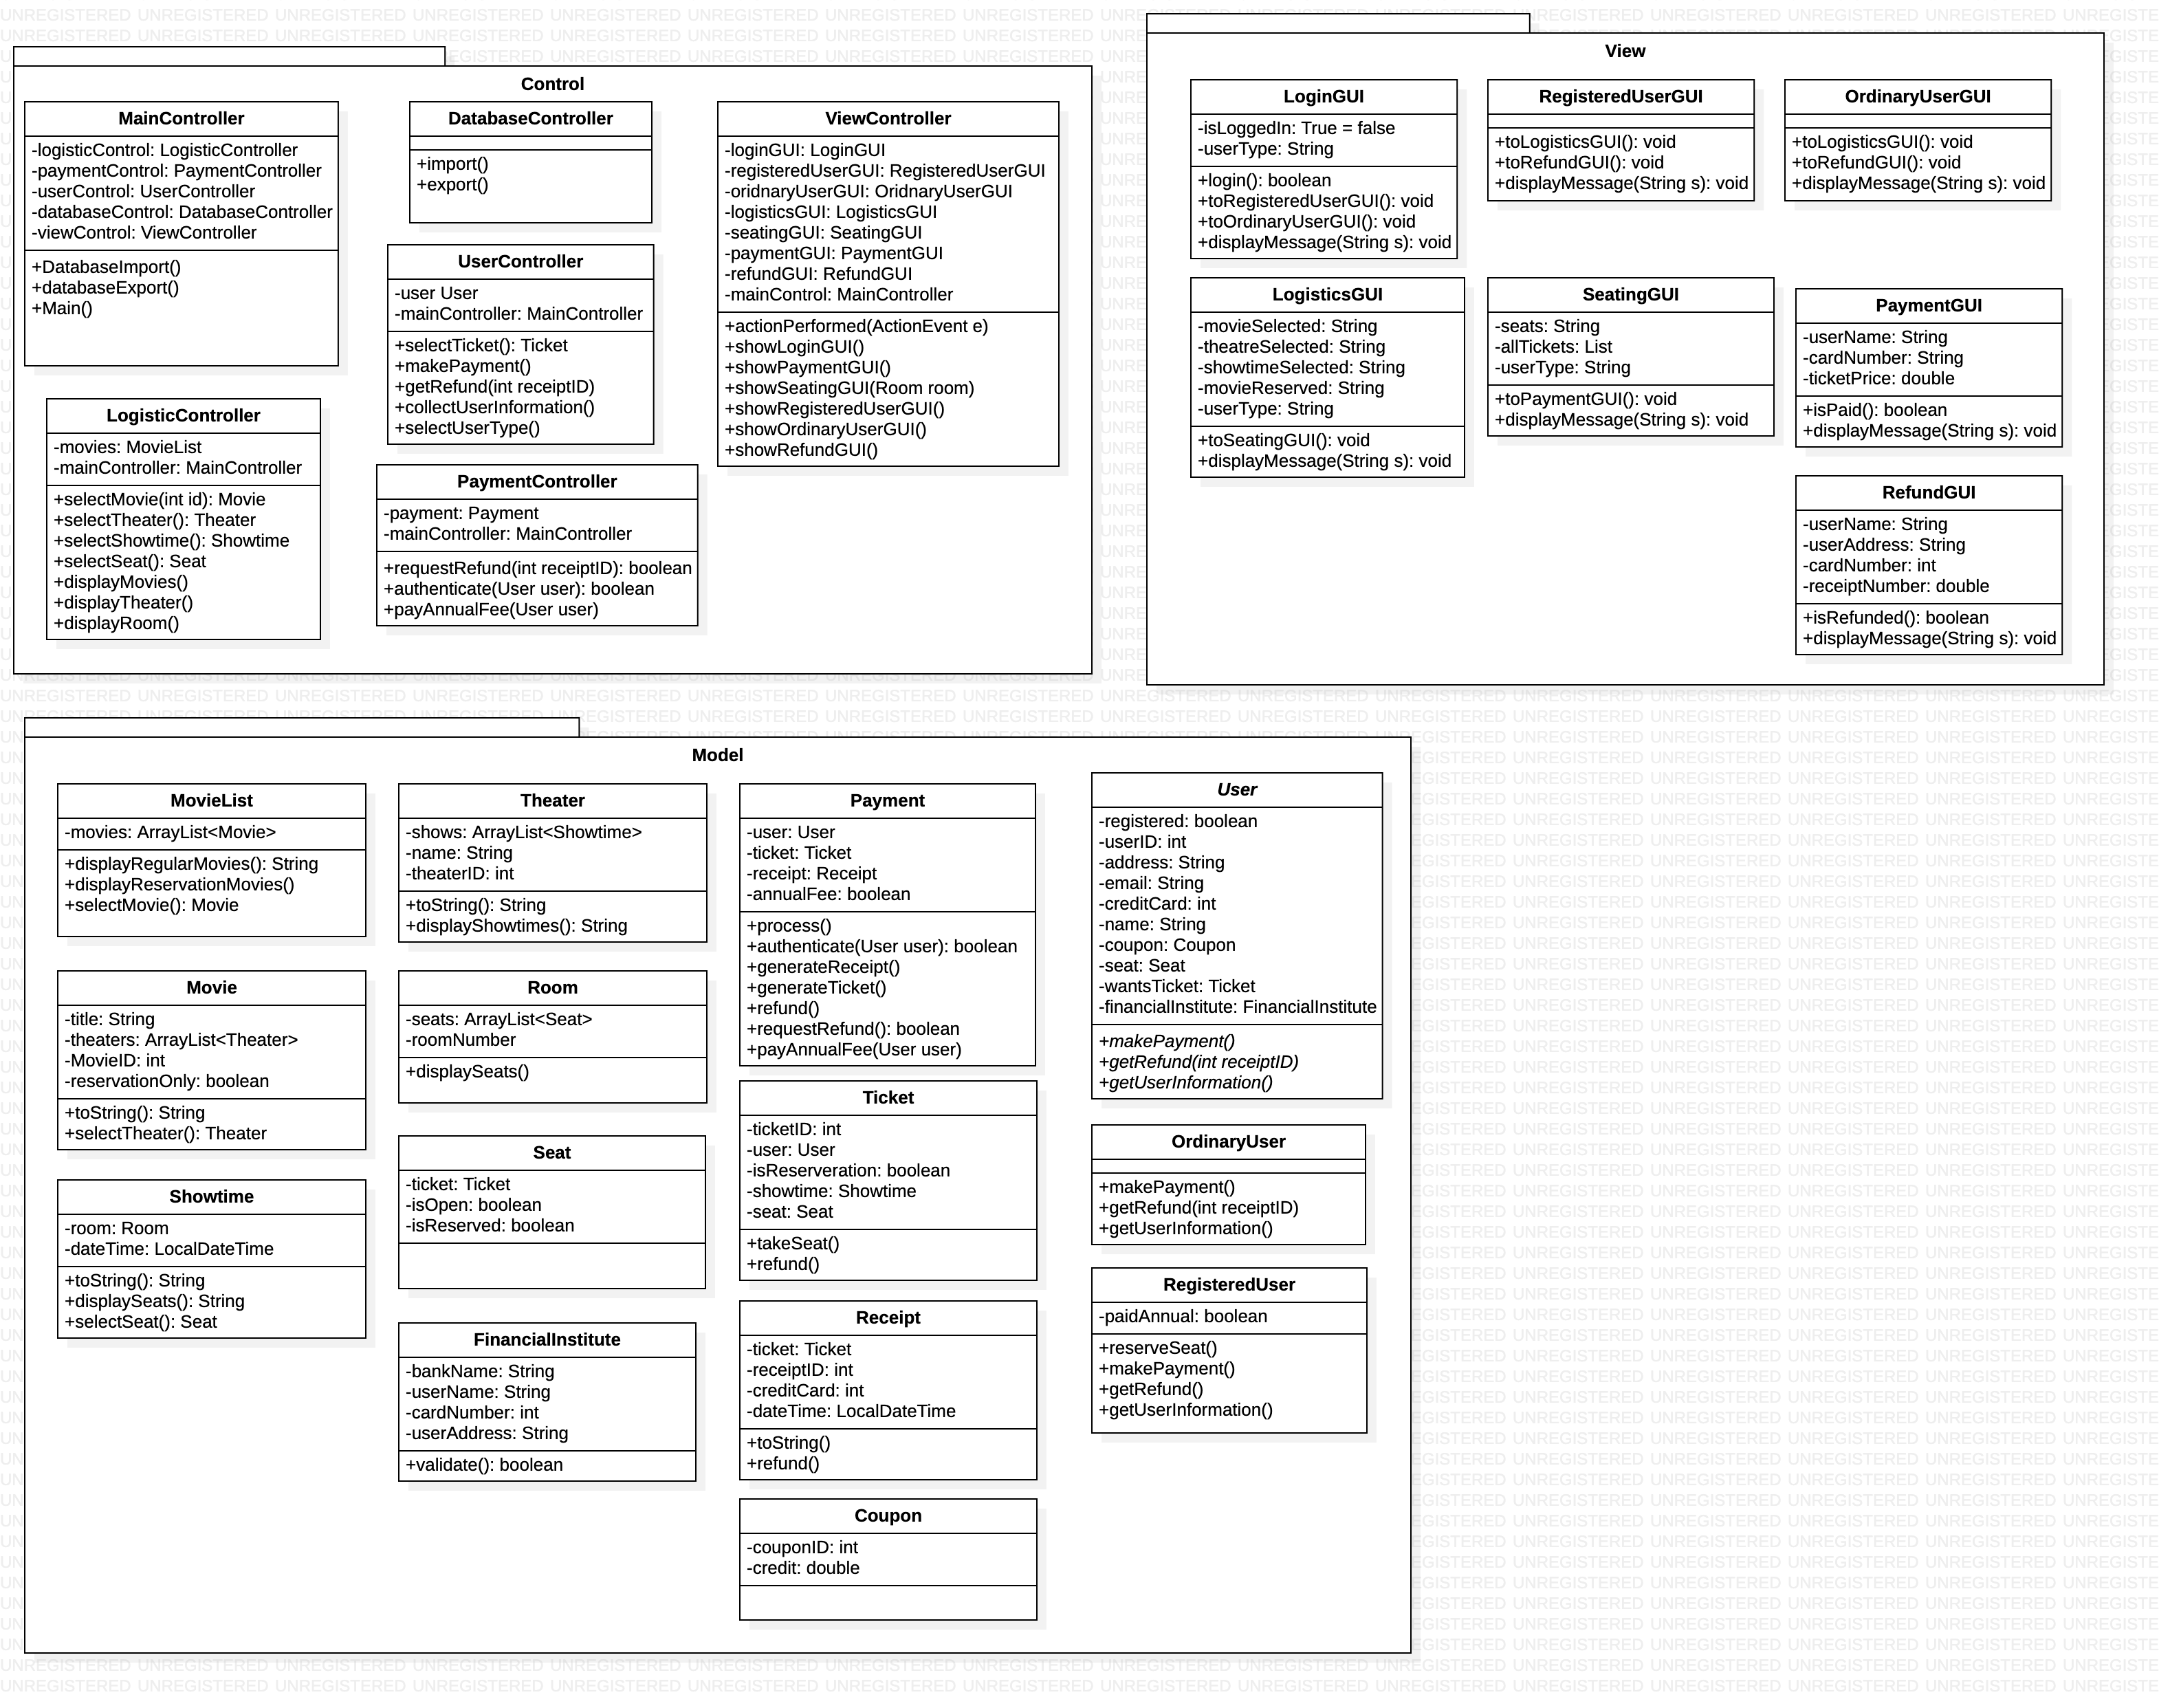 Control
MainController
-logisticControl: LogisticController
-paymentControl: PaymentController
-userControl: UserController
-databaseControl: DatabaseController
-viewControl: ViewController
+DatabaseImport()
+databaseExport()
+Main()
LogisticController
-movies: MovieList
-mainController: MainController
+selectMovie(int id): Movie
+selectTheater(): Theater
+selectShowtime(): Showtime
+selectSeat(): Seat
+displayMovies()
+displayTheater()
+displayRoom()
DatabaseController
+import()
+export()
UserController
-user User
-mainController: MainController
+selectTicket(): Ticket
+makePayment()
+getRefund(int receiptID)
+collectUserInformation()
+selectUserType()
PaymentController
-payment: Payment
-mainController: MainController
+requestRefund(int receiptID): boolean
+authenticate(User user): boolean
+payAnnualFee(User user)
ViewController
-loginGUI: LoginGUI
-registeredUserGUI: RegisteredUserGUI
-oridnaryUserGUI: OridnaryUserGUI
-logisticsGUI: LogisticsGUI
-seatingGUI: SeatingGUI
-paymentGUI: PaymentGUI
-refundGUI: RefundGUI
-mainControl: MainController
+actionPerformed(ActionEvent e)
+showLoginGUI()
+showPaymentGUI()
+showSeatingGUI(Room room)
+showRegisteredUserGUI()
+showOrdinaryUserGUI()
+showRefundGUI()
View
LoginGUI
-isLoggedIn: True = false
-userType: String
+login(): boolean
+toRegisteredUserGUI(): void
+toOrdinaryUserGUI(): void
+displayMessage(String s): void
RegisteredUserGUI
+toLogisticsGUI(): void
+toRefundGUI(): void
+displayMessage(String s): void
OrdinaryUserGUI
+toLogisticsGUI(): void
+toRefundGUI(): void
+displayMessage(String s): void
LogisticsGUI
-movieSelected: String
-theatreSelected: String
-showtimeSelected: String
-movieReserved: String
-userType: String
+toSeatingGUI(): void
+displayMessage(String s): void
SeatingGUI
-seats: String
-allTickets: List
-userType: String
+toPaymentGUI(): void
+displayMessage(String s): void
PaymentGUI
-userName: String
-cardNumber: String
-ticketPrice: double
+isPaid(): boolean
+displayMessage(String s): void
RefundGUI
-userName: String
-userAddress: String
-cardNumber: int
-receiptNumber: double
+isRefunded(): boolean
+displayMessage(String s): void
Model
MovieList
-movies: ArrayList<Movie>
+displayRegularMovies(): String
+displayReservationMovies()
+selectMovie(): Movie
Movie
-title: String
-theaters: ArrayList<Theater>
-MovieID: int
-reservationOnly: boolean
+toString(): String
+selectTheater(): Theater
Showtime
-room: Room
-dateTime: LocalDateTime
+toString(): String
+displaySeats(): String
+selectSeat(): Seat
Theater
-shows: ArrayList<Showtime>
-name: String
-theaterID: int
+toString(): String
+displayShowtimes(): String
Room
-seats: ArrayList<Seat>
-roomNumber
+displaySeats()
Seat
-ticket: Ticket
-isOpen: boolean
-isReserved: boolean
FinancialInstitute
-bankName: String
-userName: String
-cardNumber: int
-userAddress: String
+validate(): boolean
Payment
-user: User
-ticket: Ticket
-receipt: Receipt
-annualFee: boolean
+process()
+authenticate(User user): boolean
+generateReceipt()
+generateTicket()
+refund()
+requestRefund(): boolean
+payAnnualFee(User user)
Ticket
-ticketID: int
-user: User
-isReserveration: boolean
-showtime: Showtime
-seat: Seat
+takeSeat()
+refund()
Receipt
-ticket: Ticket
-receiptID: int
-creditCard: int
-dateTime: LocalDateTime
+toString()
+refund()
Coupon
-couponID: int
-credit: double
User
-registered: boolean
-userID: int
-address: String
-email: String
-creditCard: int
-name: String
-coupon: Coupon
-seat: Seat
-wantsTicket: Ticket
-financialInstitute: FinancialInstitute
+makePayment()
+getRefund(int receiptID)
+getUserInformation()
OrdinaryUser
+makePayment()
+getRefund(int receiptID)
+getUserInformation()
RegisteredUser
-paidAnnual: boolean
+reserveSeat()
+makePayment()
+getRefund()
+getUserInformation()
UNREGISTERED